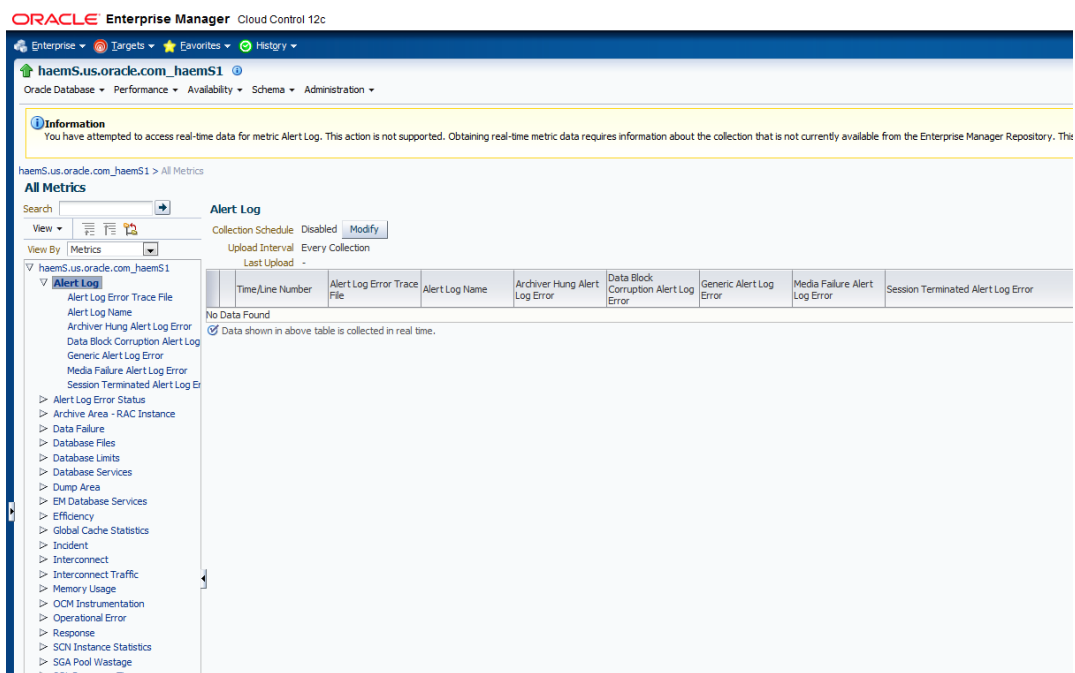 ORACLE Enterprise Manager Cloud Control 12c
Enterprise Targets Favorites History
haemS.us.oracle.com_haemS1
Oracle Database Performance Availability Schema Administration
Information
You have attempted to access real-time data for metric Alert Log. This action is not supported. Obtaining real-time metric data requires information about the collection that is not currently available from the Enterprise Manager Repository. This
haemS.us.oracle.com_haemS1 > All Metrics
All Metrics
Search
View
View By Metrics
haemS.us.oracle.com_haemS1
Alert Log
Alert Log Error Trace File
Alert Log Name
Archiver Hung Alert Log Error
Data Block Corruption Alert Log
Generic Alert Log Error
Media Failure Alert Log Error
Session Terminated Alert Log Er
Alert Log Error Status
Archive Area - RAC Instance
Data Failure
Database Files
Database Limits
Database Services
Dump Area
EM Database Services
Efficiency
Global Cache Statistics
Incident
Interconnect
Interconnect Traffic
Memory Usage
OCM Instrumentation
Operational Error
Response
SCN Instance Statistics
SGA Pool Wastage
Alert Log
Collection Schedule Disabled Modify
Upload Interval Every Collection
Last Upload -
Time/Line Number
Alert Log Error Trace
File
Alert Log Name
Archiver Hung Alert
Log Error
Data Block
Corruption Alert Log
Error
Generic Alert Log
Error
Media Failure Alert
Log Error
Session Terminated Alert Log Error
No Data Found
Data shown in above table is collected in real time.